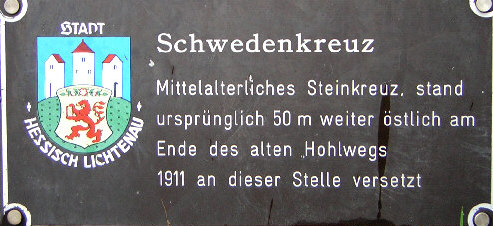 STADT
HESSISCH LICHTENAU
Schwedenkreuz
Mittelalterliches Steinkreuz, stand
ursprünglich 50 m weiter östlich am
Ende des alten Hohlwegs
1911 an dieser Stelle versetzt